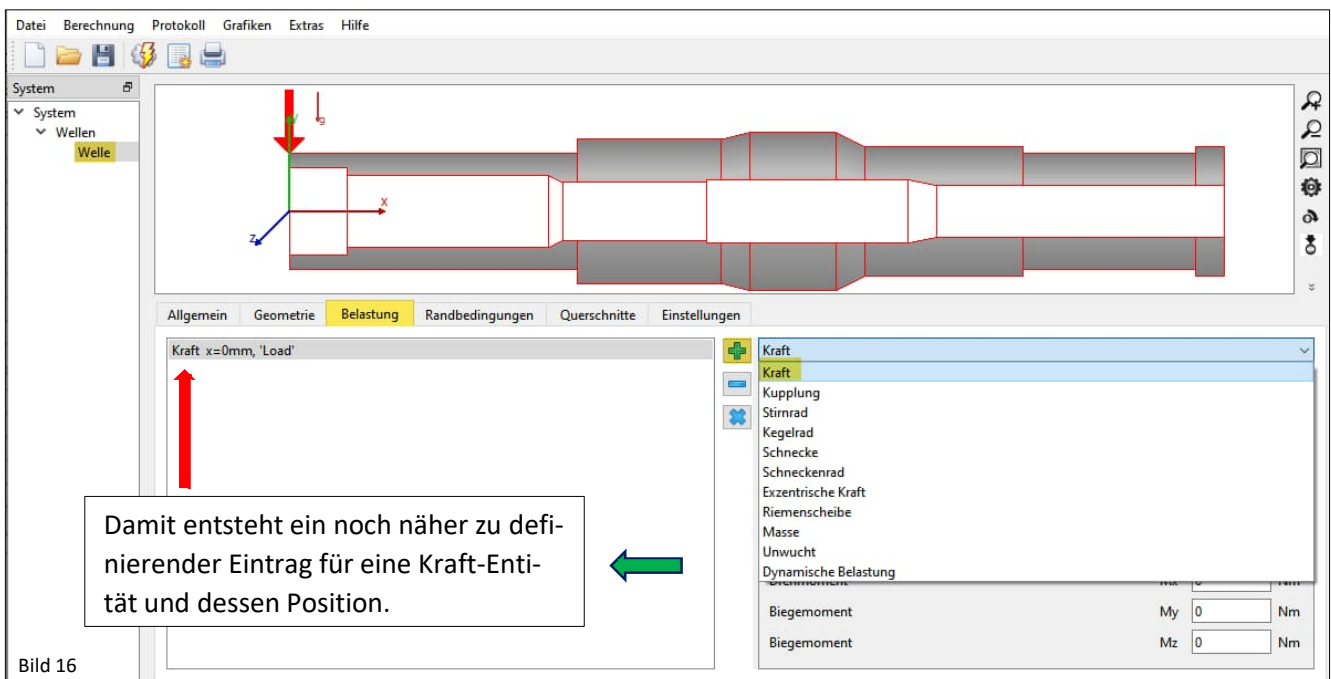 Datei Berechnung Protokoll Grafiken Extras Hilfe
System
System
Wellen
Welle
y
g
x
z
Allgemein Geometrie Belastung Randbedingungen Querschnitte Einstellungen
Kraft x=0mm, 'Load'
Kraft
Kraft
Kupplung
Stirnrad
Kegelrad
Schnecke
Schneckenrad
Exzentrische Kraft
Riemenscheibe
Masse
Unwucht
Dynamische Belastung
Biegemoment My 0 Nm
Biegemoment Mz 0 Nm
Damit entsteht ein noch näher zu defi-
nierender Eintrag für eine Kraft-Enti-
tät und dessen Position.
Bild 16